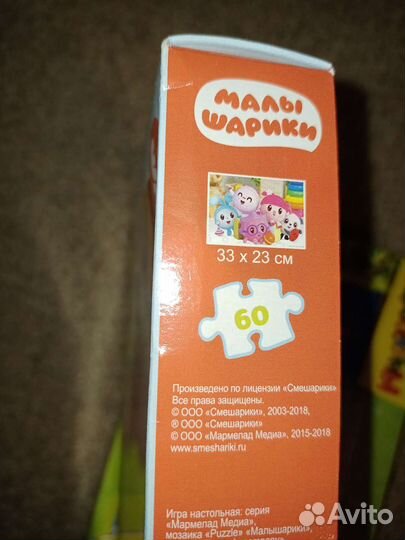 МАЛЫ
ШАРИКИ
33 x 23 см
60
Произведено по лицензии «Смешарики»
Все права защищены.
© ООО «Смешарики», 2003-2018,
® ООО «Смешарики»
© ООО «Мармелад Медиа», 2015-2018
www.smeshariki.ru
Игра настольная: серия
«Мармелад Медиа»,
мозаика «Puzzle» «Малышарики»,
Avito